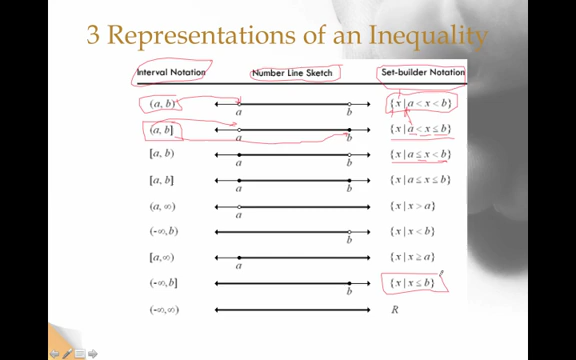 3 Representations of an Inequality
Interval Notation Number Line Sketch Set-builder Notation
(a, b) a b {x | a < x < b}
(a, b] a b {x | a < x ≤ b}
[a, b) a b {x | a ≤ x < b}
[a, b] a b {x | a ≤ x ≤ b}
(a, ∞) a {x | x > a}
(-∞, b) b {x | x < b}
[a, ∞) a {x | x ≥ a}
(-∞, b] b {x | x ≤ b}
(-∞, ∞) R